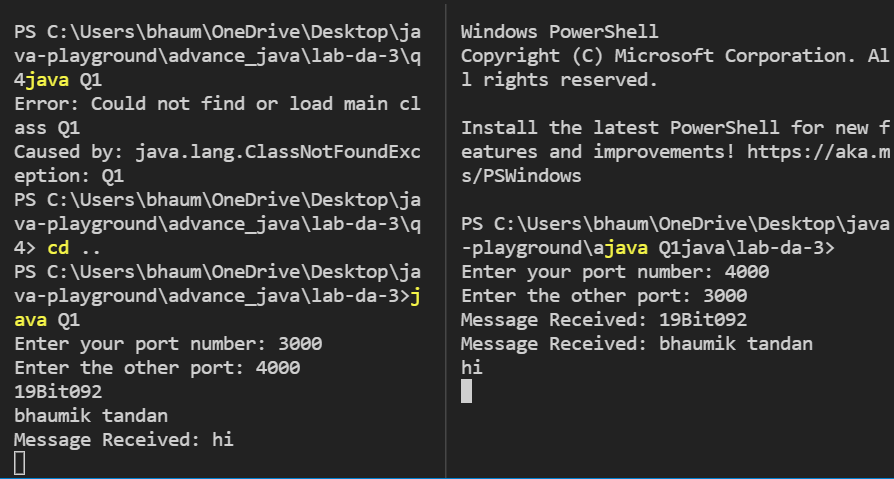 PS C:\Users\bhaum\OneDrive\Desktop\ja
va-playground\advance_java\lab-da-3\q
4java Q1
Error: Could not find or load main cl
ass Q1
Caused by: java.lang.ClassNotFoundExc
eption: Q1
PS C:\Users\bhaum\OneDrive\Desktop\ja
va-playground\advance_java\lab-da-3\q
4> cd ..
PS C:\Users\bhaum\OneDrive\Desktop\ja
va-playground\advance_java\lab-da-3>j
ava Q1
Enter your port number: 3000
Enter the other port: 4000
19Bit092
bhaumik tandan
Message Received: hi
Windows PowerShell
Copyright (C) Microsoft Corporation. Al
l rights reserved.
Install the latest PowerShell for new f
eatures and improvements! https://aka.m
s/PSWindows
PS C:\Users\bhaum\OneDrive\Desktop\java
-playground\ajava Q1java\lab-da-3>
Enter your port number: 4000
Enter the other port: 3000
Message Received: 19Bit092
Message Received: bhaumik tandan
hi